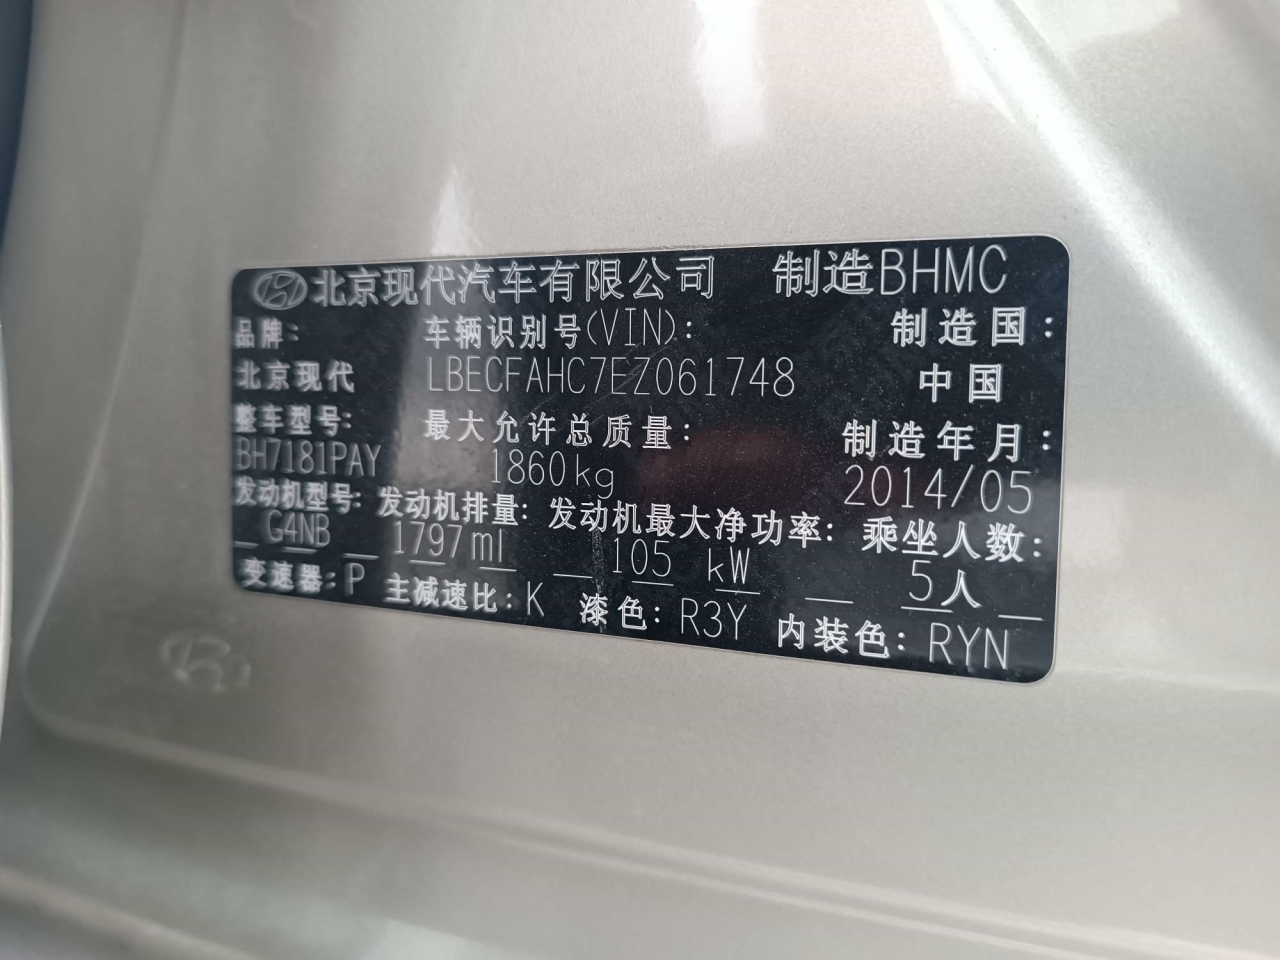 北京现代汽车有限公司 制造BHMC
品牌: 车辆识别号(VIN): 制造国:
北京现代 LBECFAHC7EZ061748 中国
整车型号: 最大允许总质量: 制造年月:
BH7181PAY 1860kg 2014/05
发动机型号: 发动机排量: 发动机最大净功率: 乘坐人数:
G4NB 1797ml 105 kW 5人
变速器: P 主减速比: K 漆色: R3Y 内装色: RYN